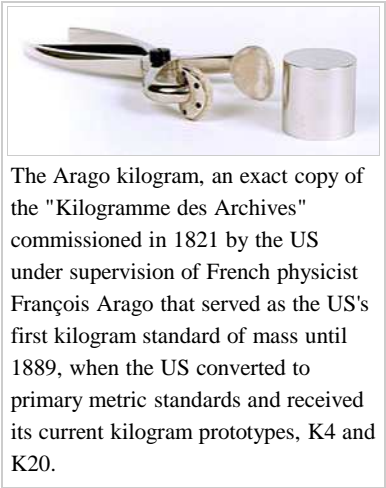 The Arago kilogram, an exact copy of
the "Kilogramme des Archives"
commissioned in 1821 by the US
under supervision of French physicist
François Arago that served as the US's
first kilogram standard of mass until
1889, when the US converted to
primary metric standards and received
its current kilogram prototypes, K4 and
K20.